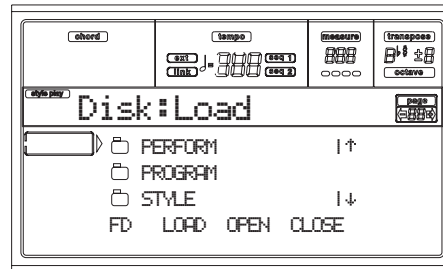 chord tempo measure transpose
ext seq 1
link seq 2
octave
style play
Disk:Load page
PERFORM
PROGRAM
STYLE
FD LOAD OPEN CLOSE